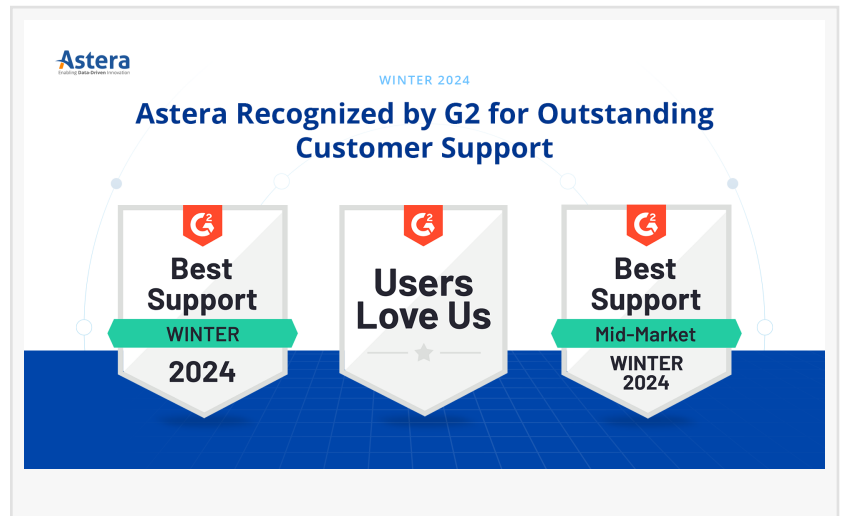 Astera
Enabling Data-Driven Innovation
WINTER 2024
Astera Recognized by G2 for Outstanding
Customer Support
G2
Best
Support
WINTER
2024
G2
Users
Love Us
G2
Best
Support
Mid-Market
WINTER
2024